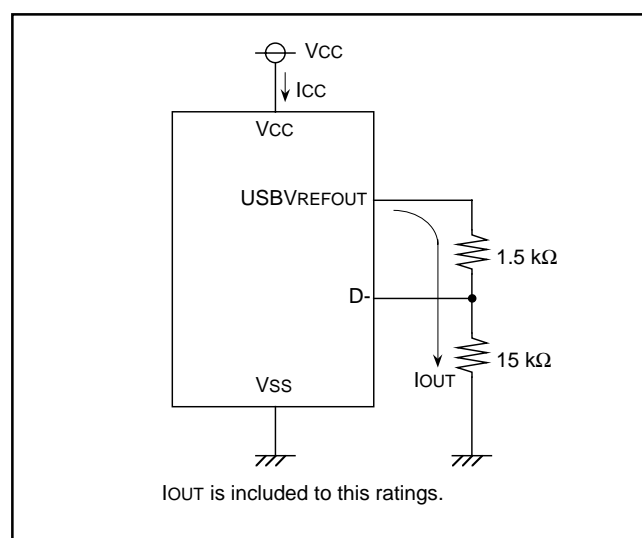 VCC
ICC
VCC
USBVREFOUT
1.5 kΩ
D-
IOUT
15 kΩ
VSS
IOUT is included to this ratings.